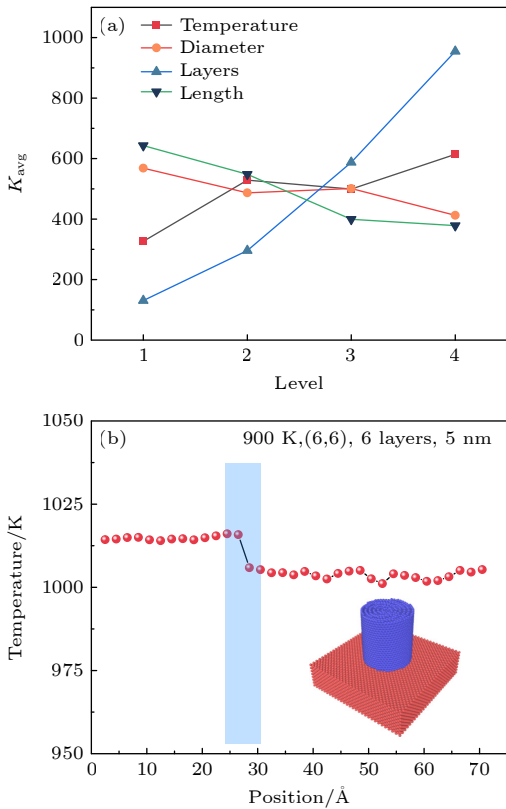 (a)
Temperature
Diameter
Layers
Length
1000
800
600
400
200
0
K_avg
1 2 3 4
Level
(b)
900 K,(6,6), 6 layers, 5 nm
1050
1025
1000
975
950
Temperature/K
0 10 20 30 40 50 60 70
Position/Å